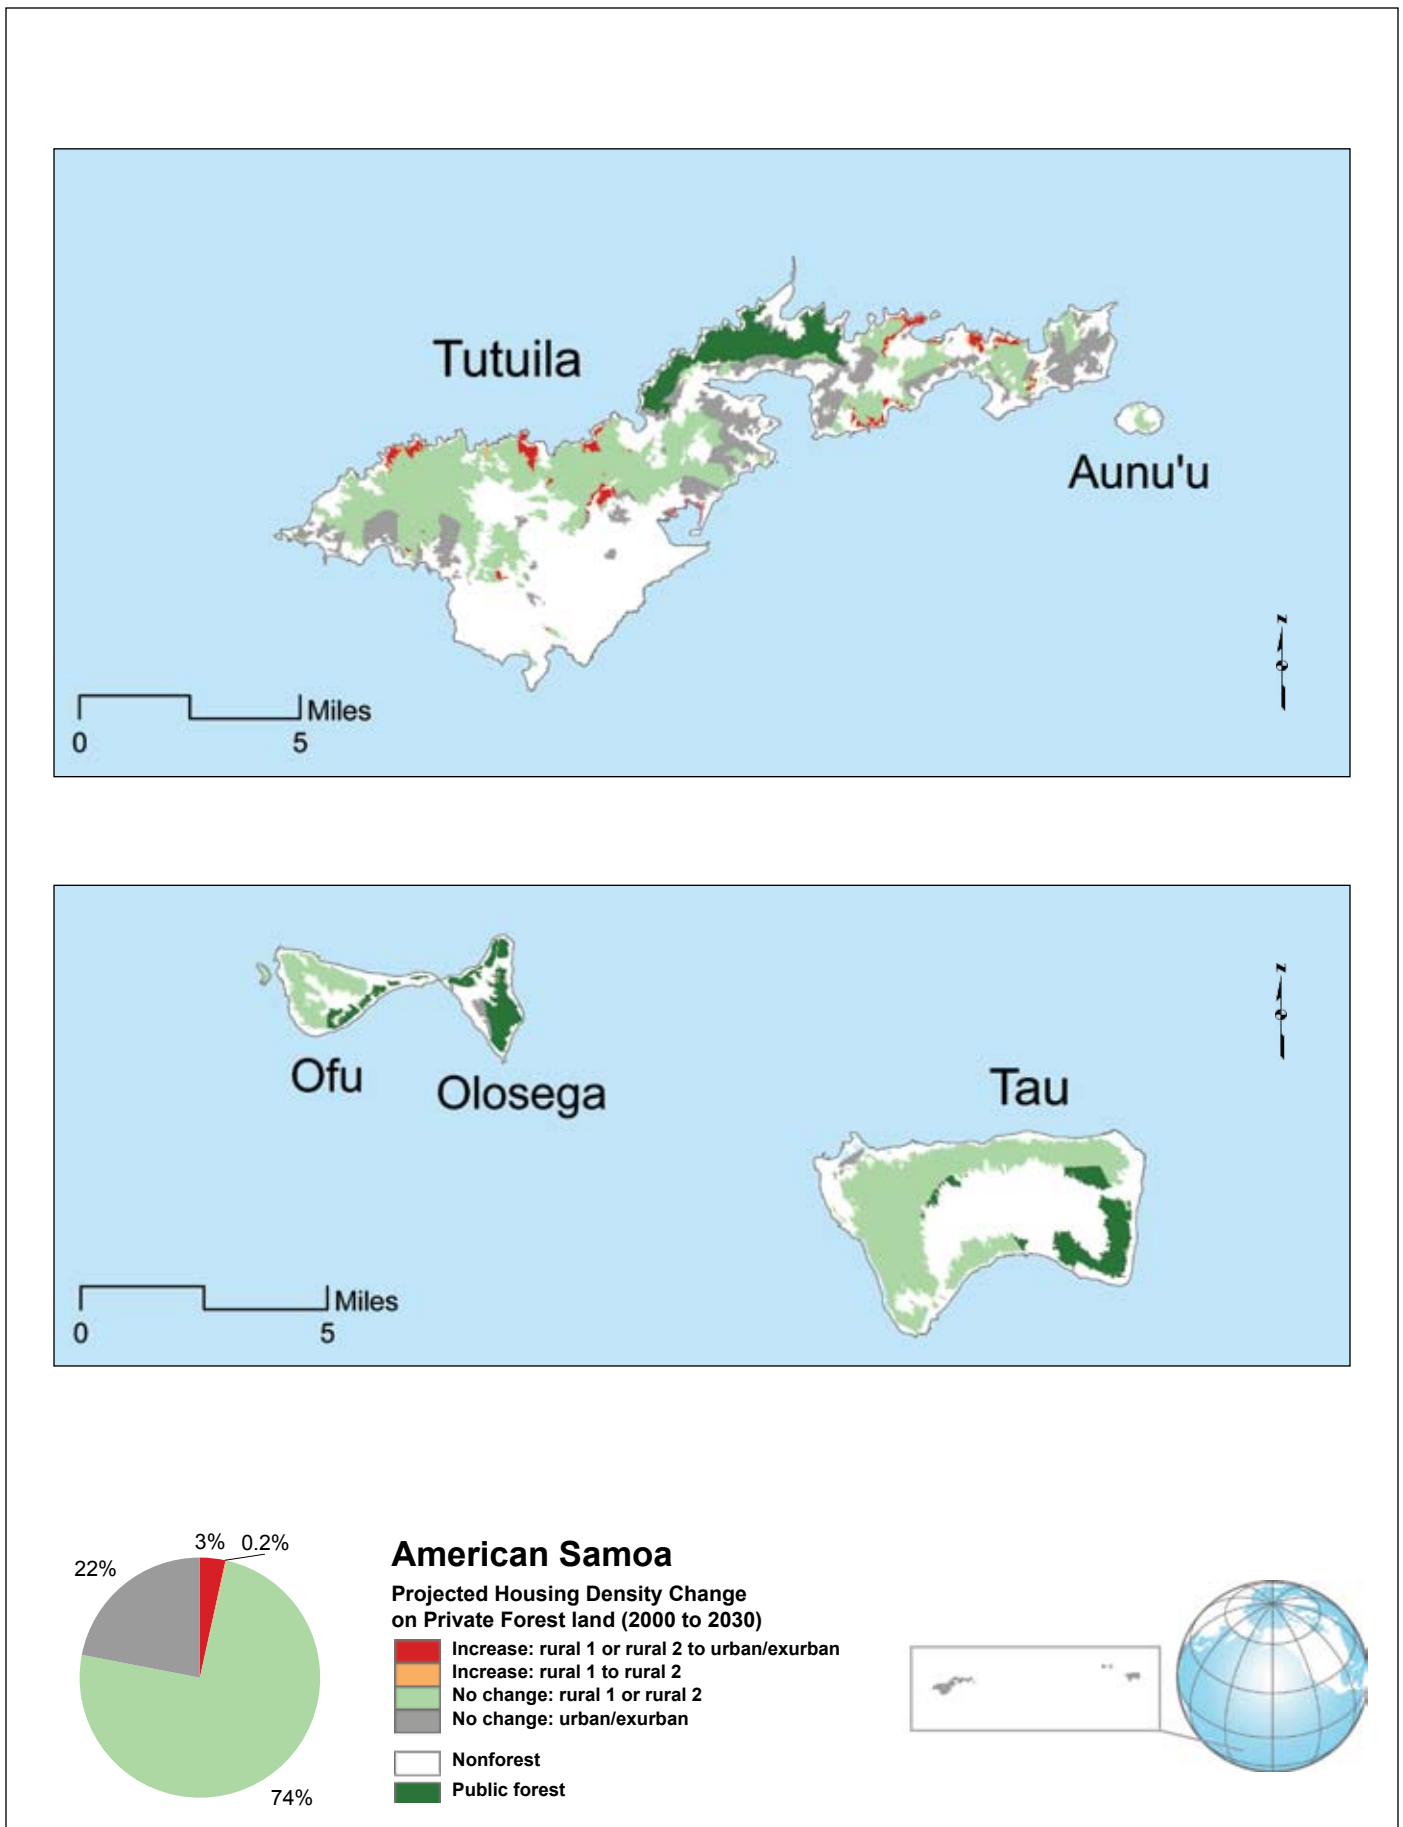 Tutuila
Aunu'u
z
Miles
0 5
z
Ofu
Olosega
Tau
Miles
0 5
3% 0.2%
22%
74%
American Samoa
Projected Housing Density Change
on Private Forest land (2000 to 2030)
Increase: rural 1 or rural 2 to urban/exurban
Increase: rural 1 to rural 2
No change: rural 1 or rural 2
No change: urban/exurban
Nonforest
Public forest